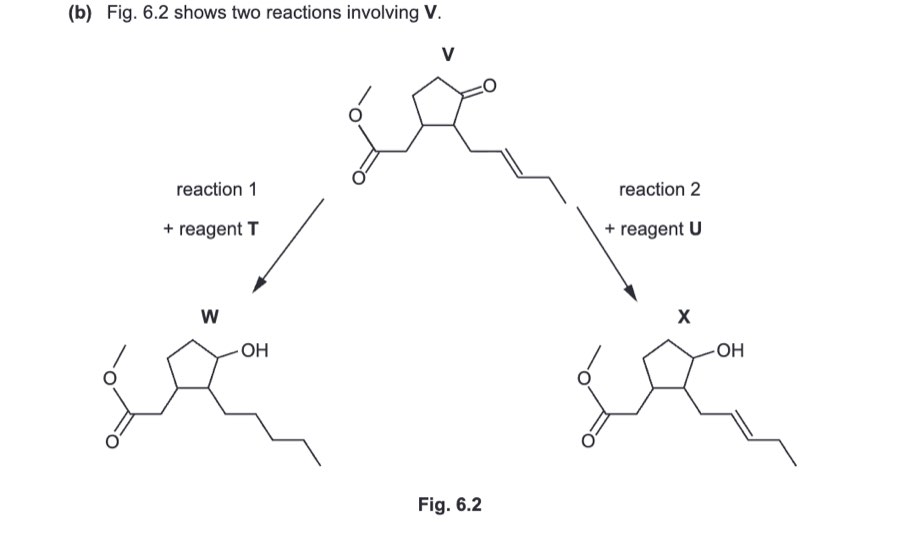 (b) Fig. 6.2 shows two reactions involving V.
V
O
O
O
reaction 1
+ reagent T
reaction 2
+ reagent U
W
OH
O
O
X
OH
O
O
Fig. 6.2